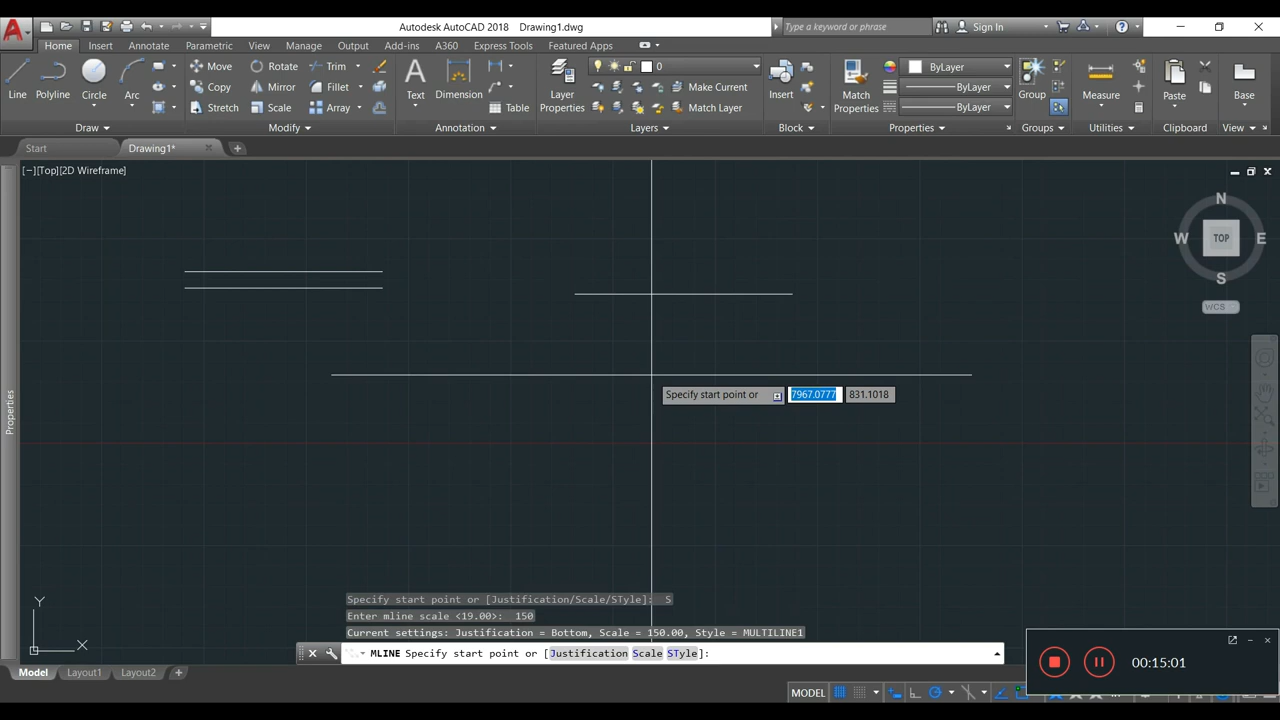 Autodesk AutoCAD 2018 Drawing1.dwg
Type a keyword or phrase
Sign In
Home Insert Annotate Parametric View Manage Output Add-ins A360 Express Tools Featured Apps
Line Polyline Circle Arc
Move Rotate Trim
Copy Mirror Fillet
Stretch Scale Array
Text Dimension
Table
Layer Properties
0
Make Current
Match Layer
Insert
Match Properties
ByLayer
ByLayer
ByLayer
Group
Measure
Paste
Base
Draw Modify Annotation Layers Block Properties Groups Utilities Clipboard View
Start Drawing1*
[−][Top][2D Wireframe]
N
W TOP E
S
WCS
Properties
Specify start point or 7967.0777 831.1018
Y
X
Specify start point or [Justification/Scale/STyle]: S
Enter mline scale <19.00>: 150
Current settings: Justification = Bottom, Scale = 150.00, Style = MULTILINE1
MLINE Specify start point or [Justification Scale STyle]:
00:15:01
Model Layout1 Layout2
MODEL